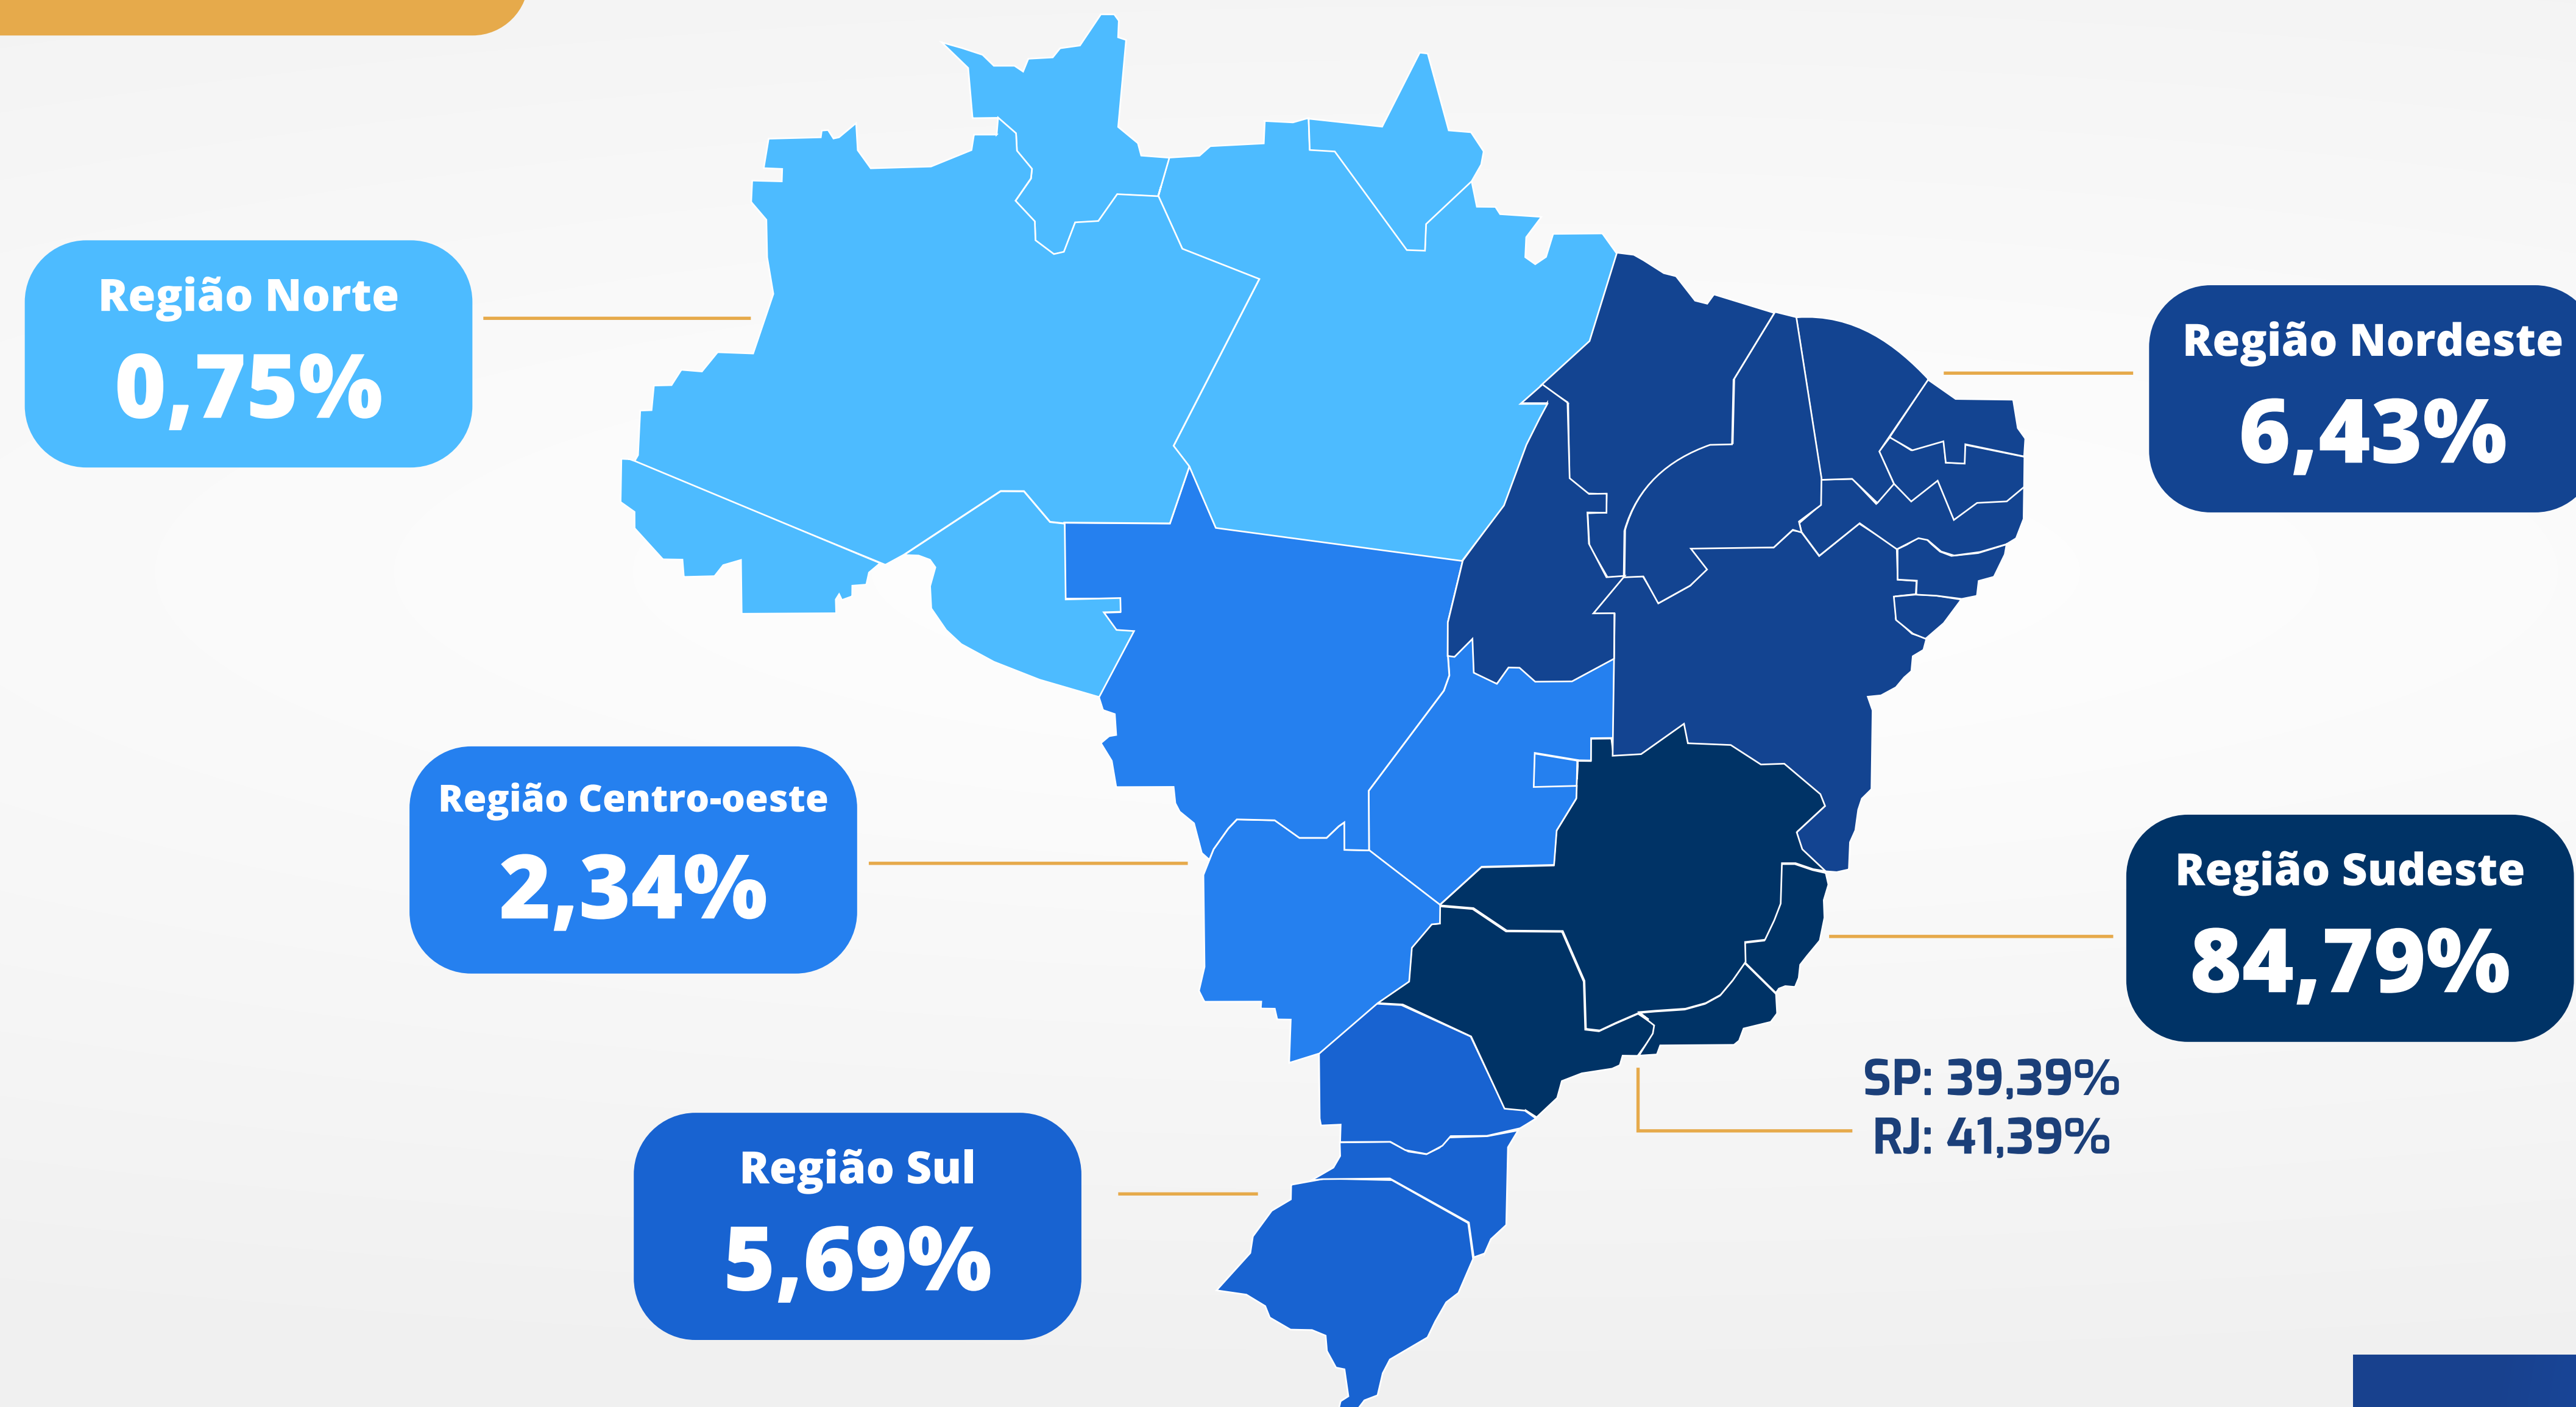 Região Norte
0,75%
Região Nordeste
6,43%
Região Centro-oeste
2,34%
Região Sudeste
84,79%
SP: 39,39%
RJ: 41,39%
Região Sul
5,69%